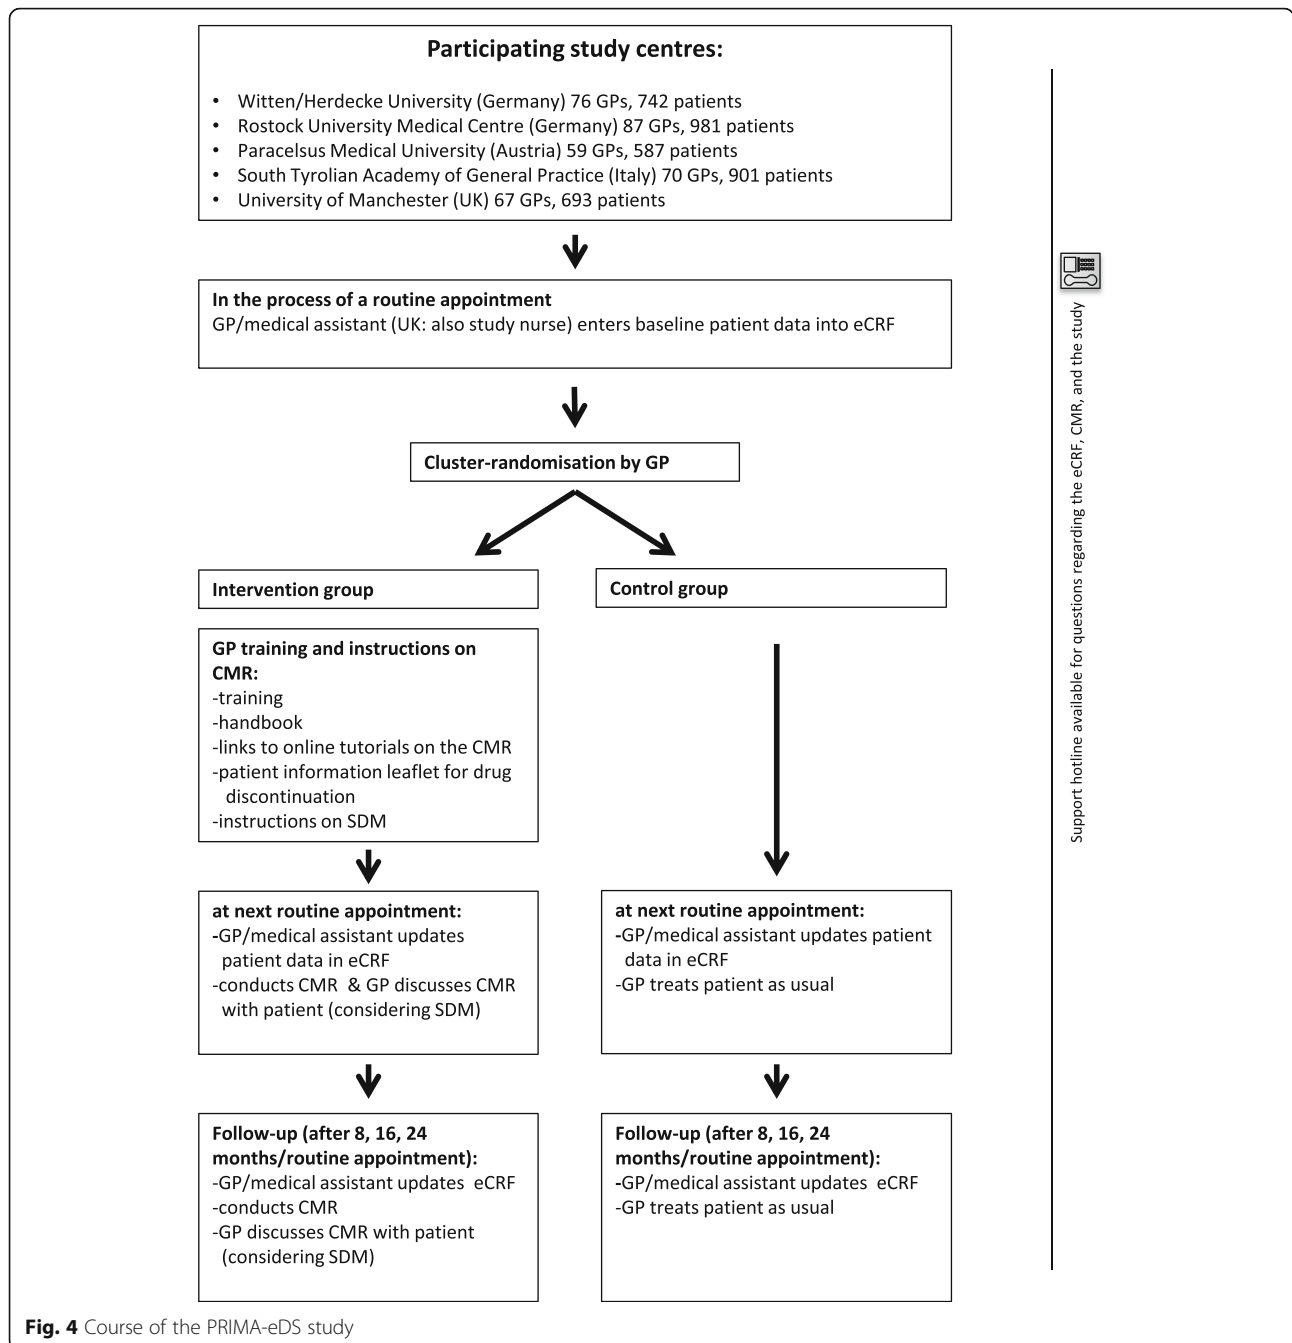 Participating study centres:
• Witten/Herdecke University (Germany) 76 GPs, 742 patients
• Rostock University Medical Centre (Germany) 87 GPs, 981 patients
• Paracelsus Medical University (Austria) 59 GPs, 587 patients
• South Tyrolian Academy of General Practice (Italy) 70 GPs, 901 patients
• University of Manchester (UK) 67 GPs, 693 patients
In the process of a routine appointment
GP/medical assistant (UK: also study nurse) enters baseline patient data into eCRF
Cluster-randomisation by GP
Intervention group
GP training and instructions on
CMR:
-training
-handbook
-links to online tutorials on the CMR
-patient information leaflet for drug
discontinuation
-instructions on SDM
at next routine appointment:
-GP/medical assistant updates
patient data in eCRF
-conducts CMR & GP discusses CMR
with patient (considering SDM)
Follow-up (after 8, 16, 24
months/routine appointment):
-GP/medical assistant updates eCRF
-conducts CMR
-GP discusses CMR with patient
(considering SDM)
Control group
at next routine appointment:
-GP/medical assistant updates patient
data in eCRF
-GP treats patient as usual
Follow-up (after 8, 16, 24
months/routine appointment):
-GP/medical assistant updates eCRF
-GP treats patient as usual
Support hotline available for questions regarding the eCRF, CMR, and the study
Fig. 4 Course of the PRIMA-eDS study